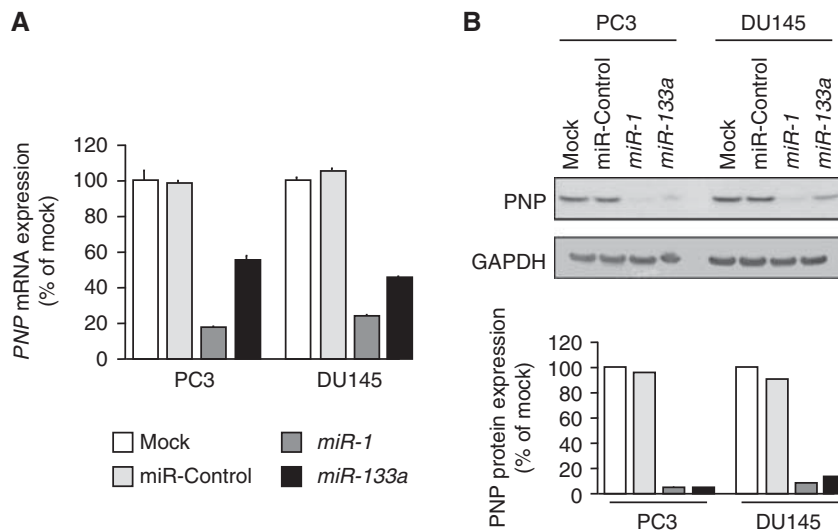 A
PNP mRNA expression
(% of mock)
120
100
80
60
40
20
0
PC3
DU145
Mock
miR-Control
miR-1
miR-133a
B
PC3
DU145
Mock
miR-Control
miR-1
miR-133a
Mock
miR-Control
miR-1
miR-133a
PNP
GAPDH
PNP protein expression
(% of mock)
120
100
80
60
40
20
0
PC3
DU145